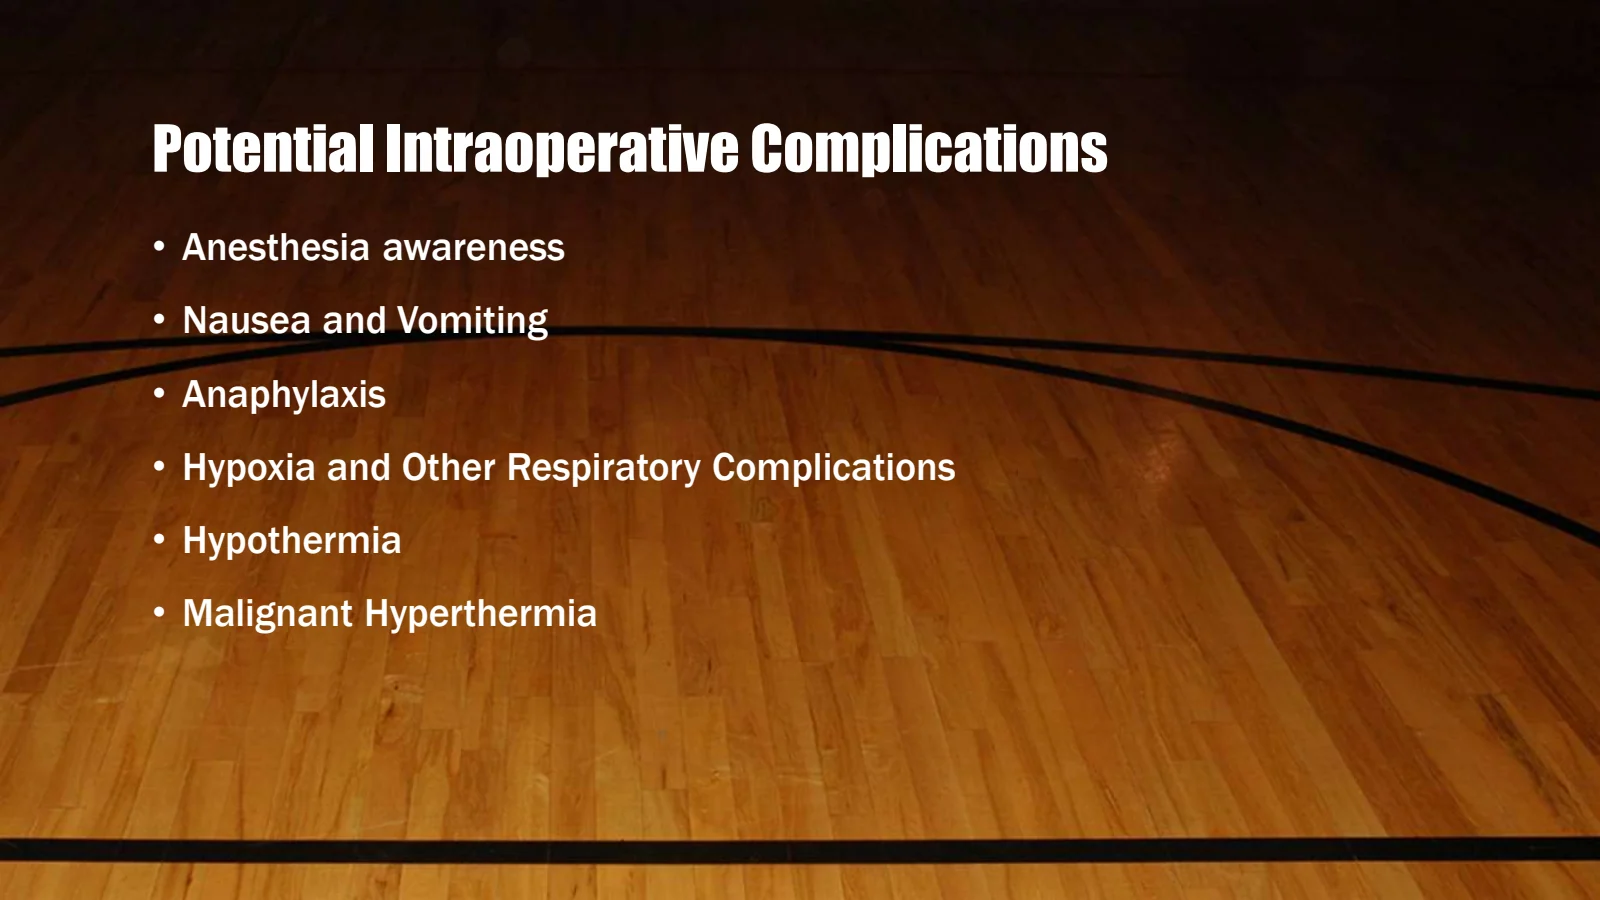 Potential Intraoperative Complications
• Anesthesia awareness
• Nausea and Vomiting
• Anaphylaxis
• Hypoxia and Other Respiratory Complications
• Hypothermia
• Malignant Hyperthermia